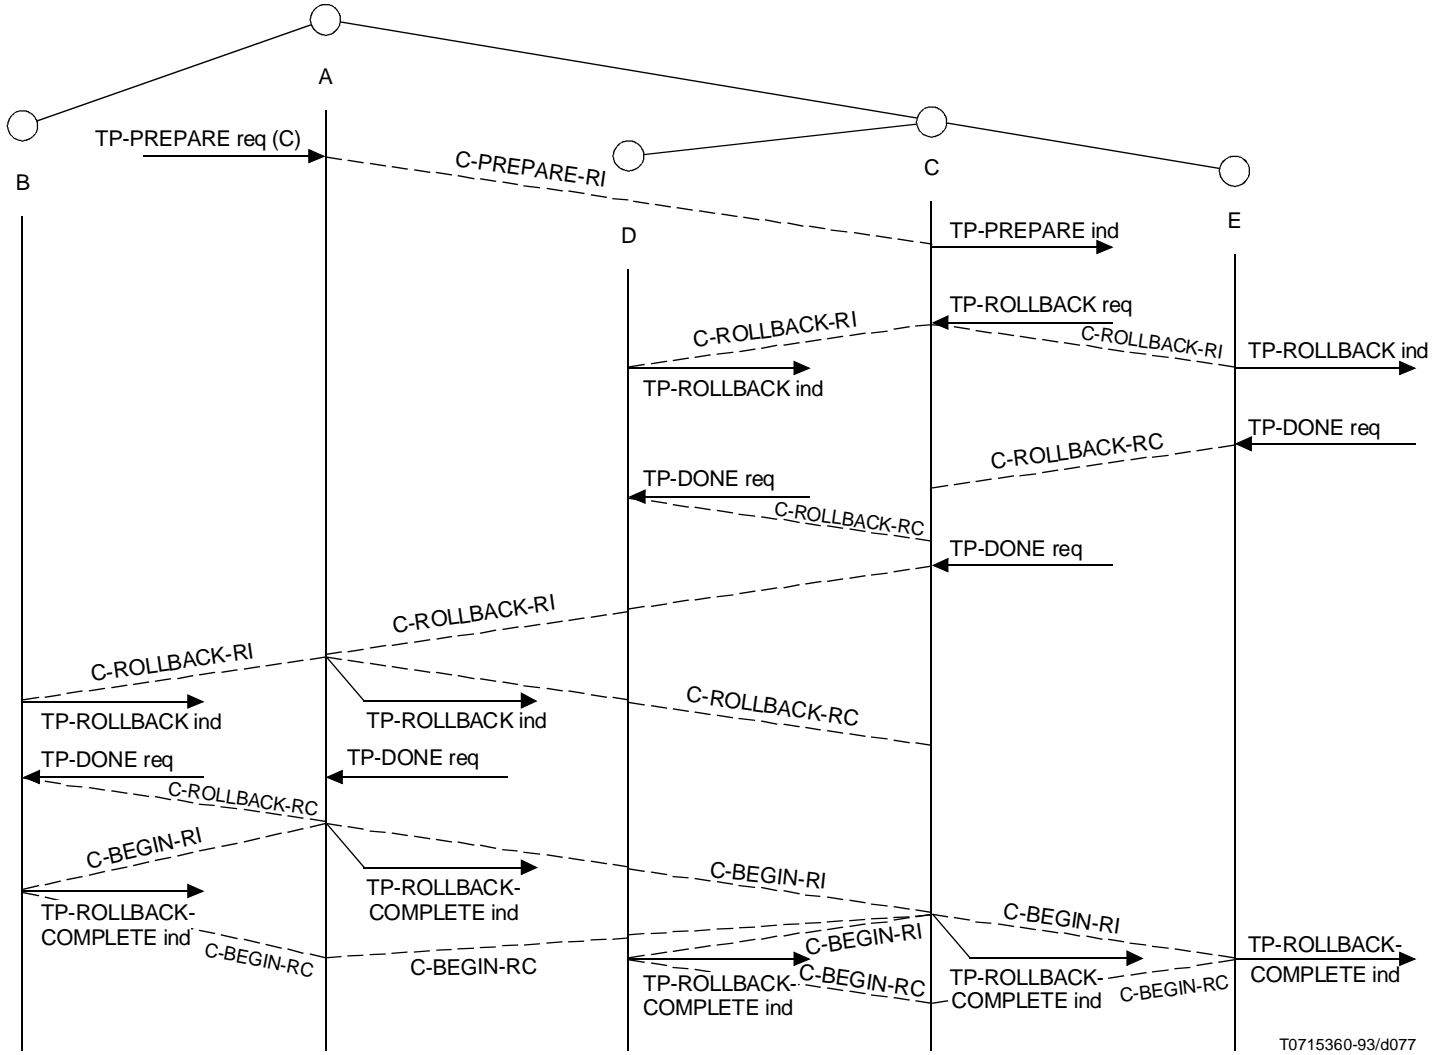 A
TP-PREPARE req (C)
C-PREPARE-RI
B
C
D
TP-PREPARE ind
E
TP-ROLLBACK req
C-ROLLBACK-RI
C-ROLLBACK-RI
TP-ROLLBACK ind
TP-ROLLBACK ind
TP-DONE req
C-ROLLBACK-RC
TP-DONE req
C-ROLLBACK-RC
TP-DONE req
C-ROLLBACK-RI
C-ROLLBACK-RI
C-ROLLBACK-RC
TP-ROLLBACK ind
TP-ROLLBACK ind
TP-DONE req
TP-DONE req
C-ROLLBACK-RC
C-BEGIN-RI
C-BEGIN-RI
TP-ROLLBACK-
COMPLETE ind
TP-ROLLBACK-
COMPLETE ind
C-BEGIN-RC
C-BEGIN-RC
C-BEGIN-RI
C-BEGIN-RI
TP-ROLLBACK-
COMPLETE ind
C-BEGIN-RC
TP-ROLLBACK-
COMPLETE ind
C-BEGIN-RC
TP-ROLLBACK-
COMPLETE ind
T0715360-93/d077